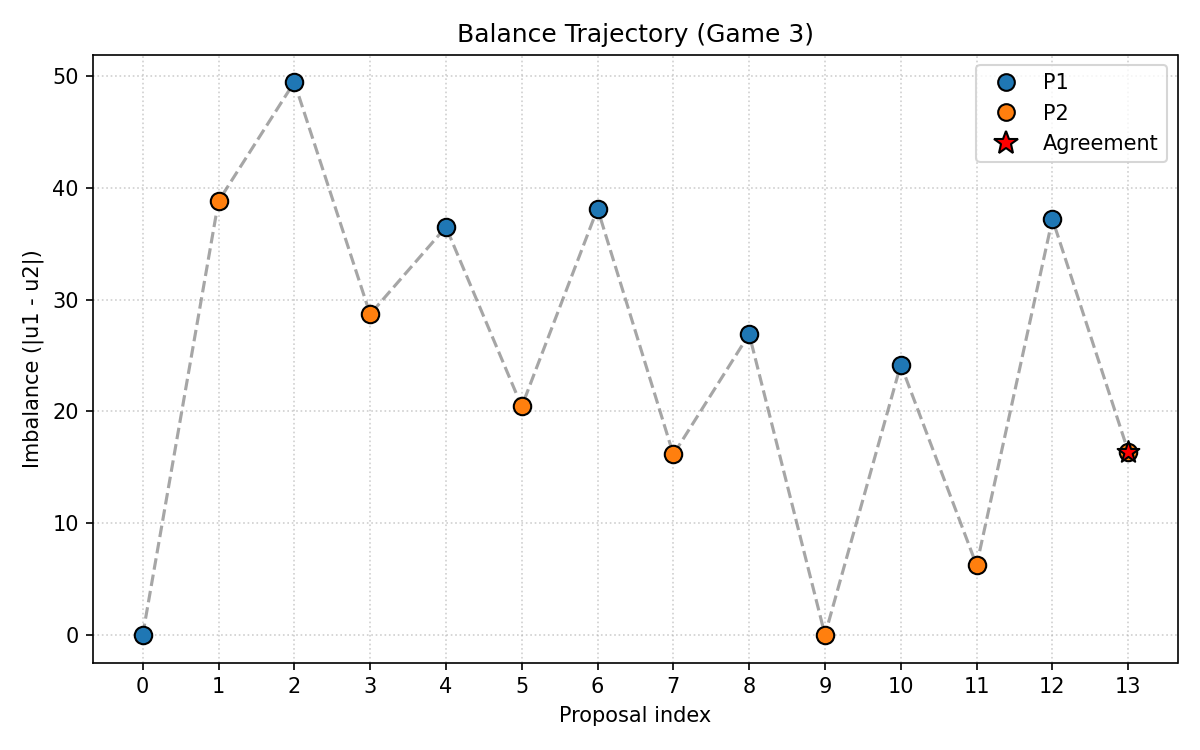 Balance Trajectory (Game 3)
P1
P2
Agreement
Imbalance (|u1 - u2|)
50
40
30
20
10
0
0 1 2 3 4 5 6 7 8 9 10 11 12 13
Proposal index